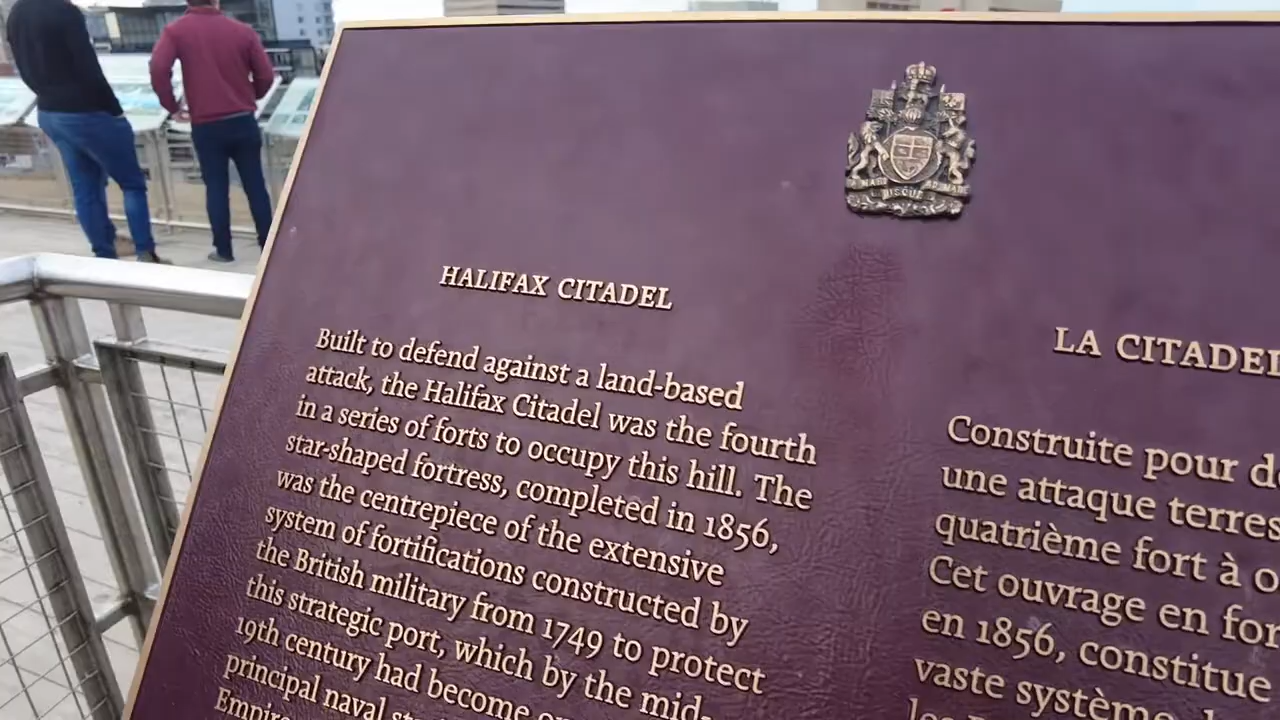 HALIFAX CITADEL
Built to defend against a land-based
attack, the Halifax Citadel was the fourth
in a series of forts to occupy this hill. The
star-shaped fortress, completed in 1856,
was the centrepiece of the extensive
system of fortifications constructed by
the British military from 1749 to protect
this strategic port, which by the mid-
19th century had become
principal naval
Empire
LA CITADEL
Construite pour
une attaque
quatrième fort à
Cet ouvrage en
en 1856, constitue
vaste système